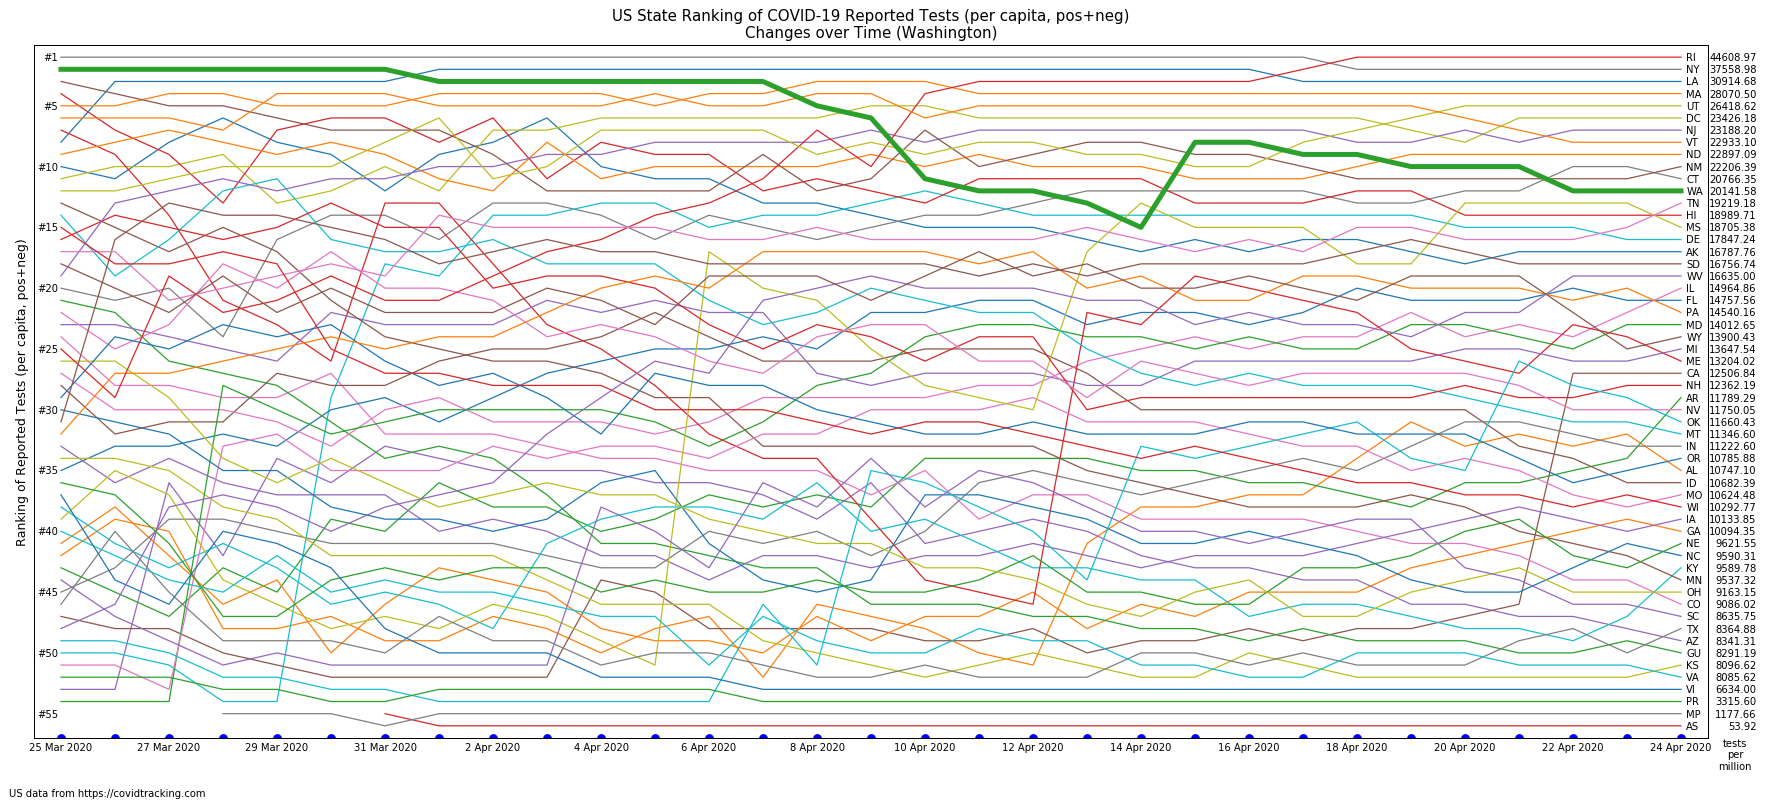 US State Ranking of COVID-19 Reported Tests (per capita, pos+neg)
Changes over Time (Washington)
Ranking of Reported Tests (per capita, pos+neg)
#1
#5
#10
#15
#20
#25
#30
#35
#40
#45
#50
#55
RI 44608.97
NY 37558.98
LA 30914.68
MA 28070.50
UT 26418.62
DC 23426.18
NJ 23188.20
VT 22933.10
ND 22897.09
NM 22206.39
CT 20766.35
WA 20141.58
TN 19219.18
HI 18989.71
MS 18705.38
DE 17847.24
AK 16787.76
SD 16756.74
WV 16635.00
IL 14964.86
FL 14757.56
PA 14540.16
MD 14012.65
WY 13900.43
MI 13647.54
ME 13204.02
CA 12506.84
NH 12362.19
AR 11789.29
NV 11750.05
OK 11660.43
MT 11346.60
IN 11222.60
OR 10785.88
AL 10747.10
ID 10682.39
MO 10624.48
WI 10292.77
IA 10133.85
GA 10094.35
NE 9621.55
NC 9590.31
KY 9589.78
MN 9537.32
OH 9163.15
CO 9086.02
SC 8635.75
TX 8364.88
AZ 8341.31
GU 8291.19
KS 8096.62
VA 8085.62
VI 6634.00
PR 3315.60
MP 1177.66
AS 53.92
25 Mar 2020 27 Mar 2020 29 Mar 2020 31 Mar 2020 2 Apr 2020 4 Apr 2020 6 Apr 2020 8 Apr 2020 10 Apr 2020 12 Apr 2020 14 Apr 2020 16 Apr 2020 18 Apr 2020 20 Apr 2020 22 Apr 2020 24 Apr 2020
tests
per
million
US data from https://covidtracking.com